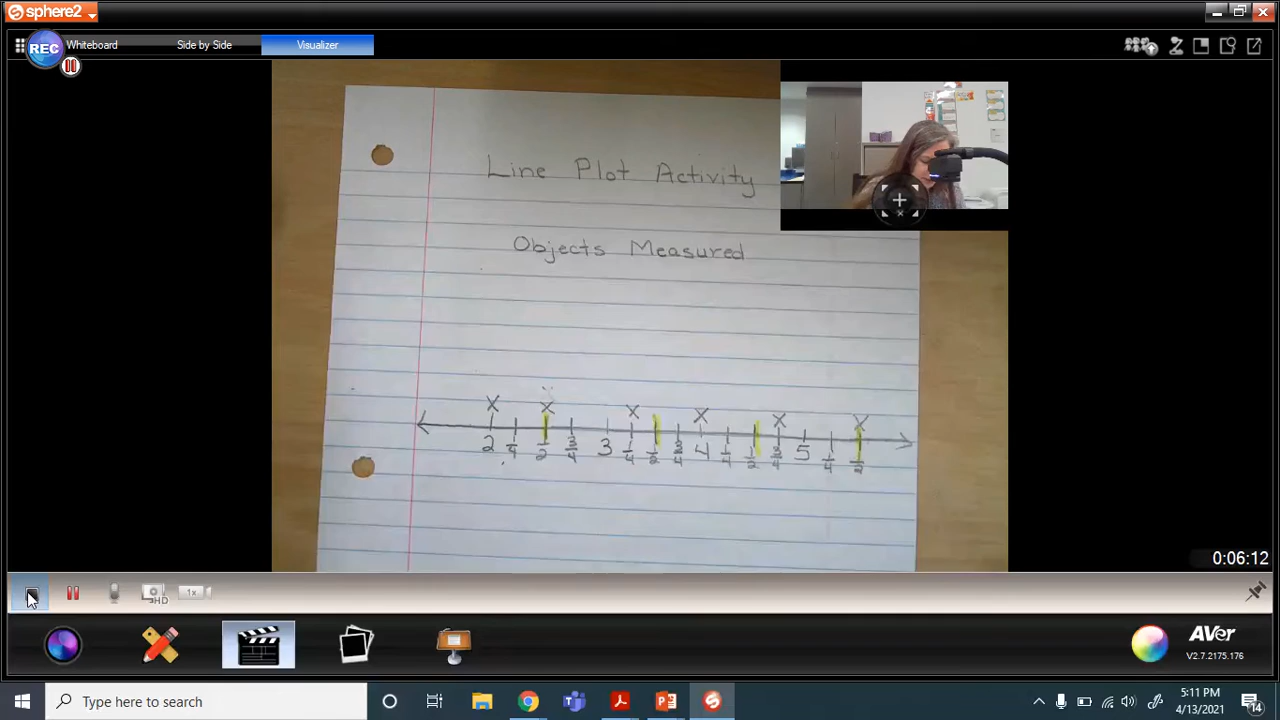 sphere2
REC
Whiteboard
Side by Side
Visualizer
Line Plot Activity
Objects Measured
X X X X X X
2 1/4 1/2 3/4 3 1/4 1/2 3/4 4 1/4 1/2 3/4 5 1/4 1/2
0:06:12
HD
1x
AVer
V2.7.2175.176
Type here to search
5:11 PM
4/13/2021
14